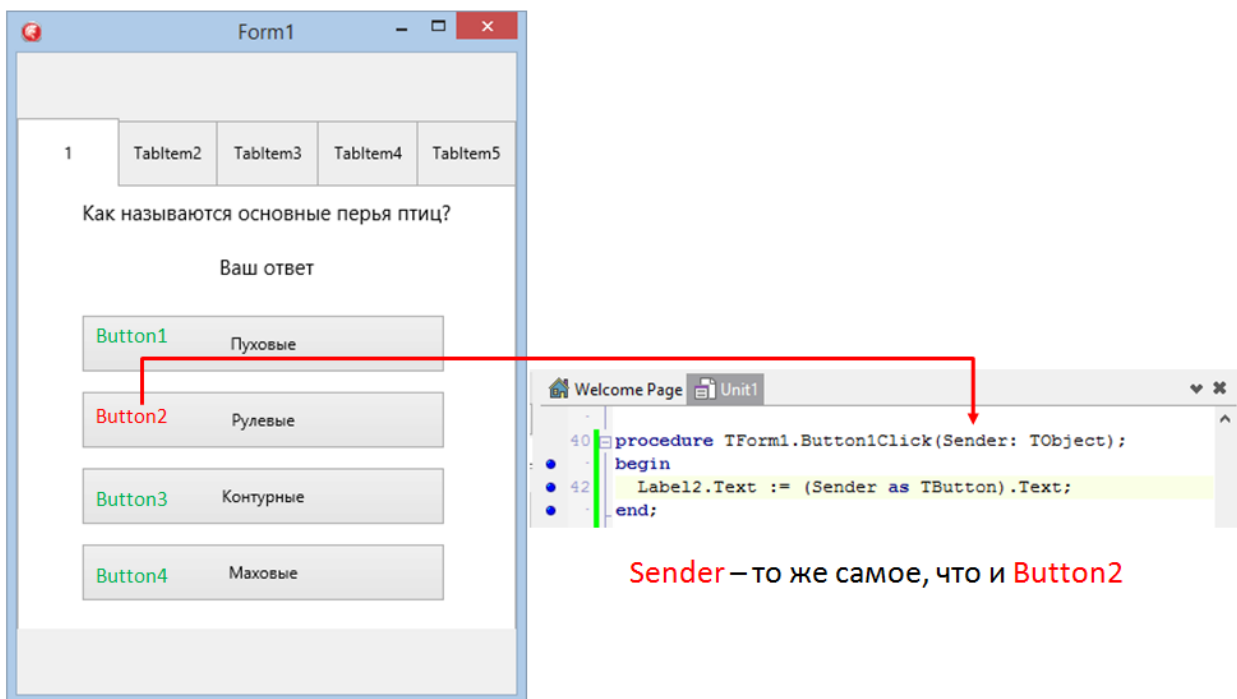 Form1
1 TabItem2 TabItem3 TabItem4 TabItem5
Как называются основные перья птиц?
Ваш ответ
Button1 Пуховые
Button2 Рулевые
Button3 Контурные
Button4 Маховые
Welcome Page Unit1
40 procedure TForm1.Button1Click(Sender: TObject);
begin
42 Label2.Text := (Sender as TButton).Text;
end;
Sender – то же самое, что и Button2